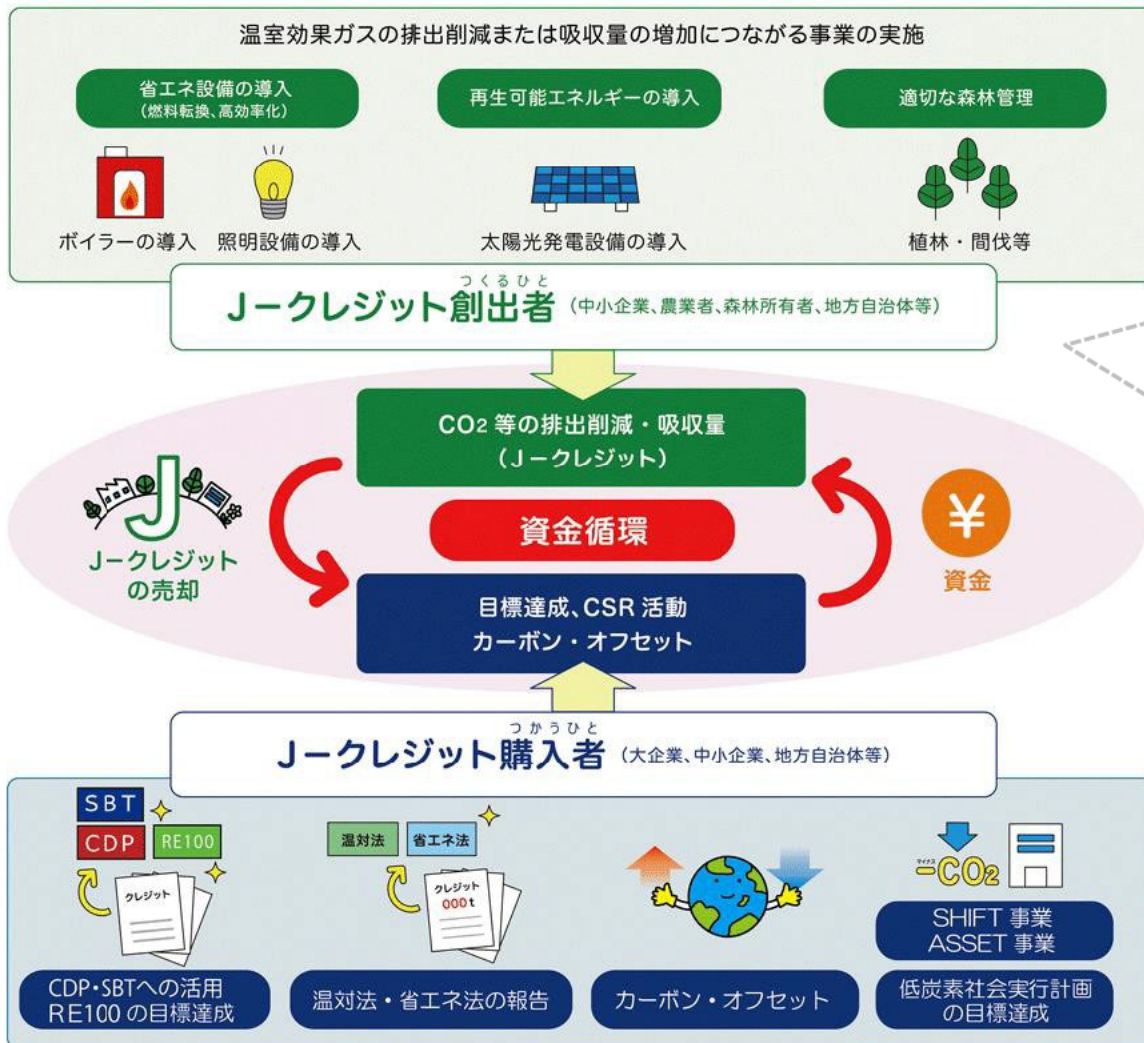 温室効果ガスの排出削減または吸収量の増加につながる事業の実施
省エネ設備の導入
(燃料転換、高効率化)
再生可能エネルギーの導入
適切な森林管理
ボイラーの導入
照明設備の導入
太陽光発電設備の導入
植林・間伐等
つくるひと
Jークレジット創出者 (中小企業、農業者、森林所有者、地方自治体等)
CO2 等の排出削減・吸収量
(Jークレジット)
J
Jークレジット
の売却
資金循環
¥
資金
目標達成、CSR 活動
カーボン・オフセット
つかうひと
Jークレジット購入者 (大企業、中小企業、地方自治体等)
SBT
CDP
RE100
クレジット
CDP・SBTへの活用
RE100 の目標達成
温対法
省エネ法
クレジット
000t
温対法・省エネ法の報告
カーボン・オフセット
マイナス
-CO2
SHIFT 事業
ASSET 事業
低炭素社会実行計画
の目標達成